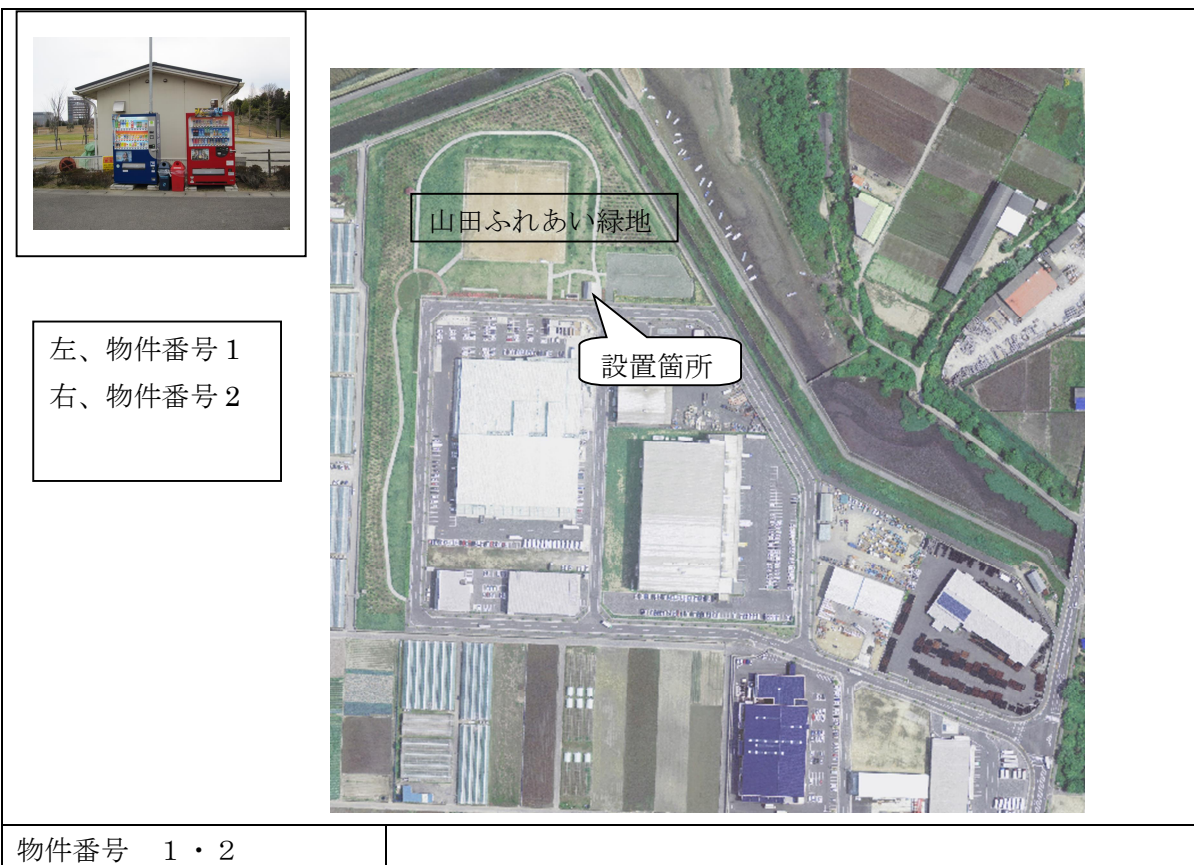 山田ふれあい緑地
設置箇所
左、物件番号１
右、物件番号２
物件番号　１・２